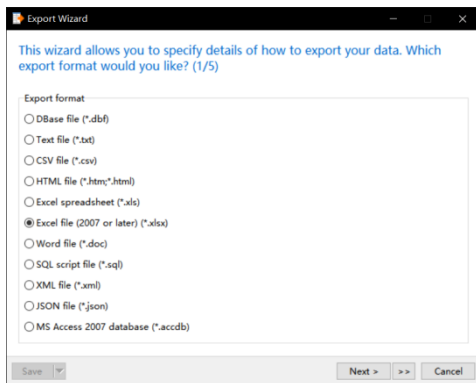 Export Wizard
This wizard allows you to specify details of how to export your data. Which
export format would you like? (1/5)
Export format
DBase file (*.dbf)
Text file (*.txt)
CSV file (*.csv)
HTML file (*.htm;*.html)
Excel spreadsheet (*.xls)
Excel file (2007 or later) (*.xlsx)
Word file (*.doc)
SQL script file (*.sql)
XML file (*.xml)
JSON file (*.json)
MS Access 2007 database (*.accdb)
Save Next > >> Cancel